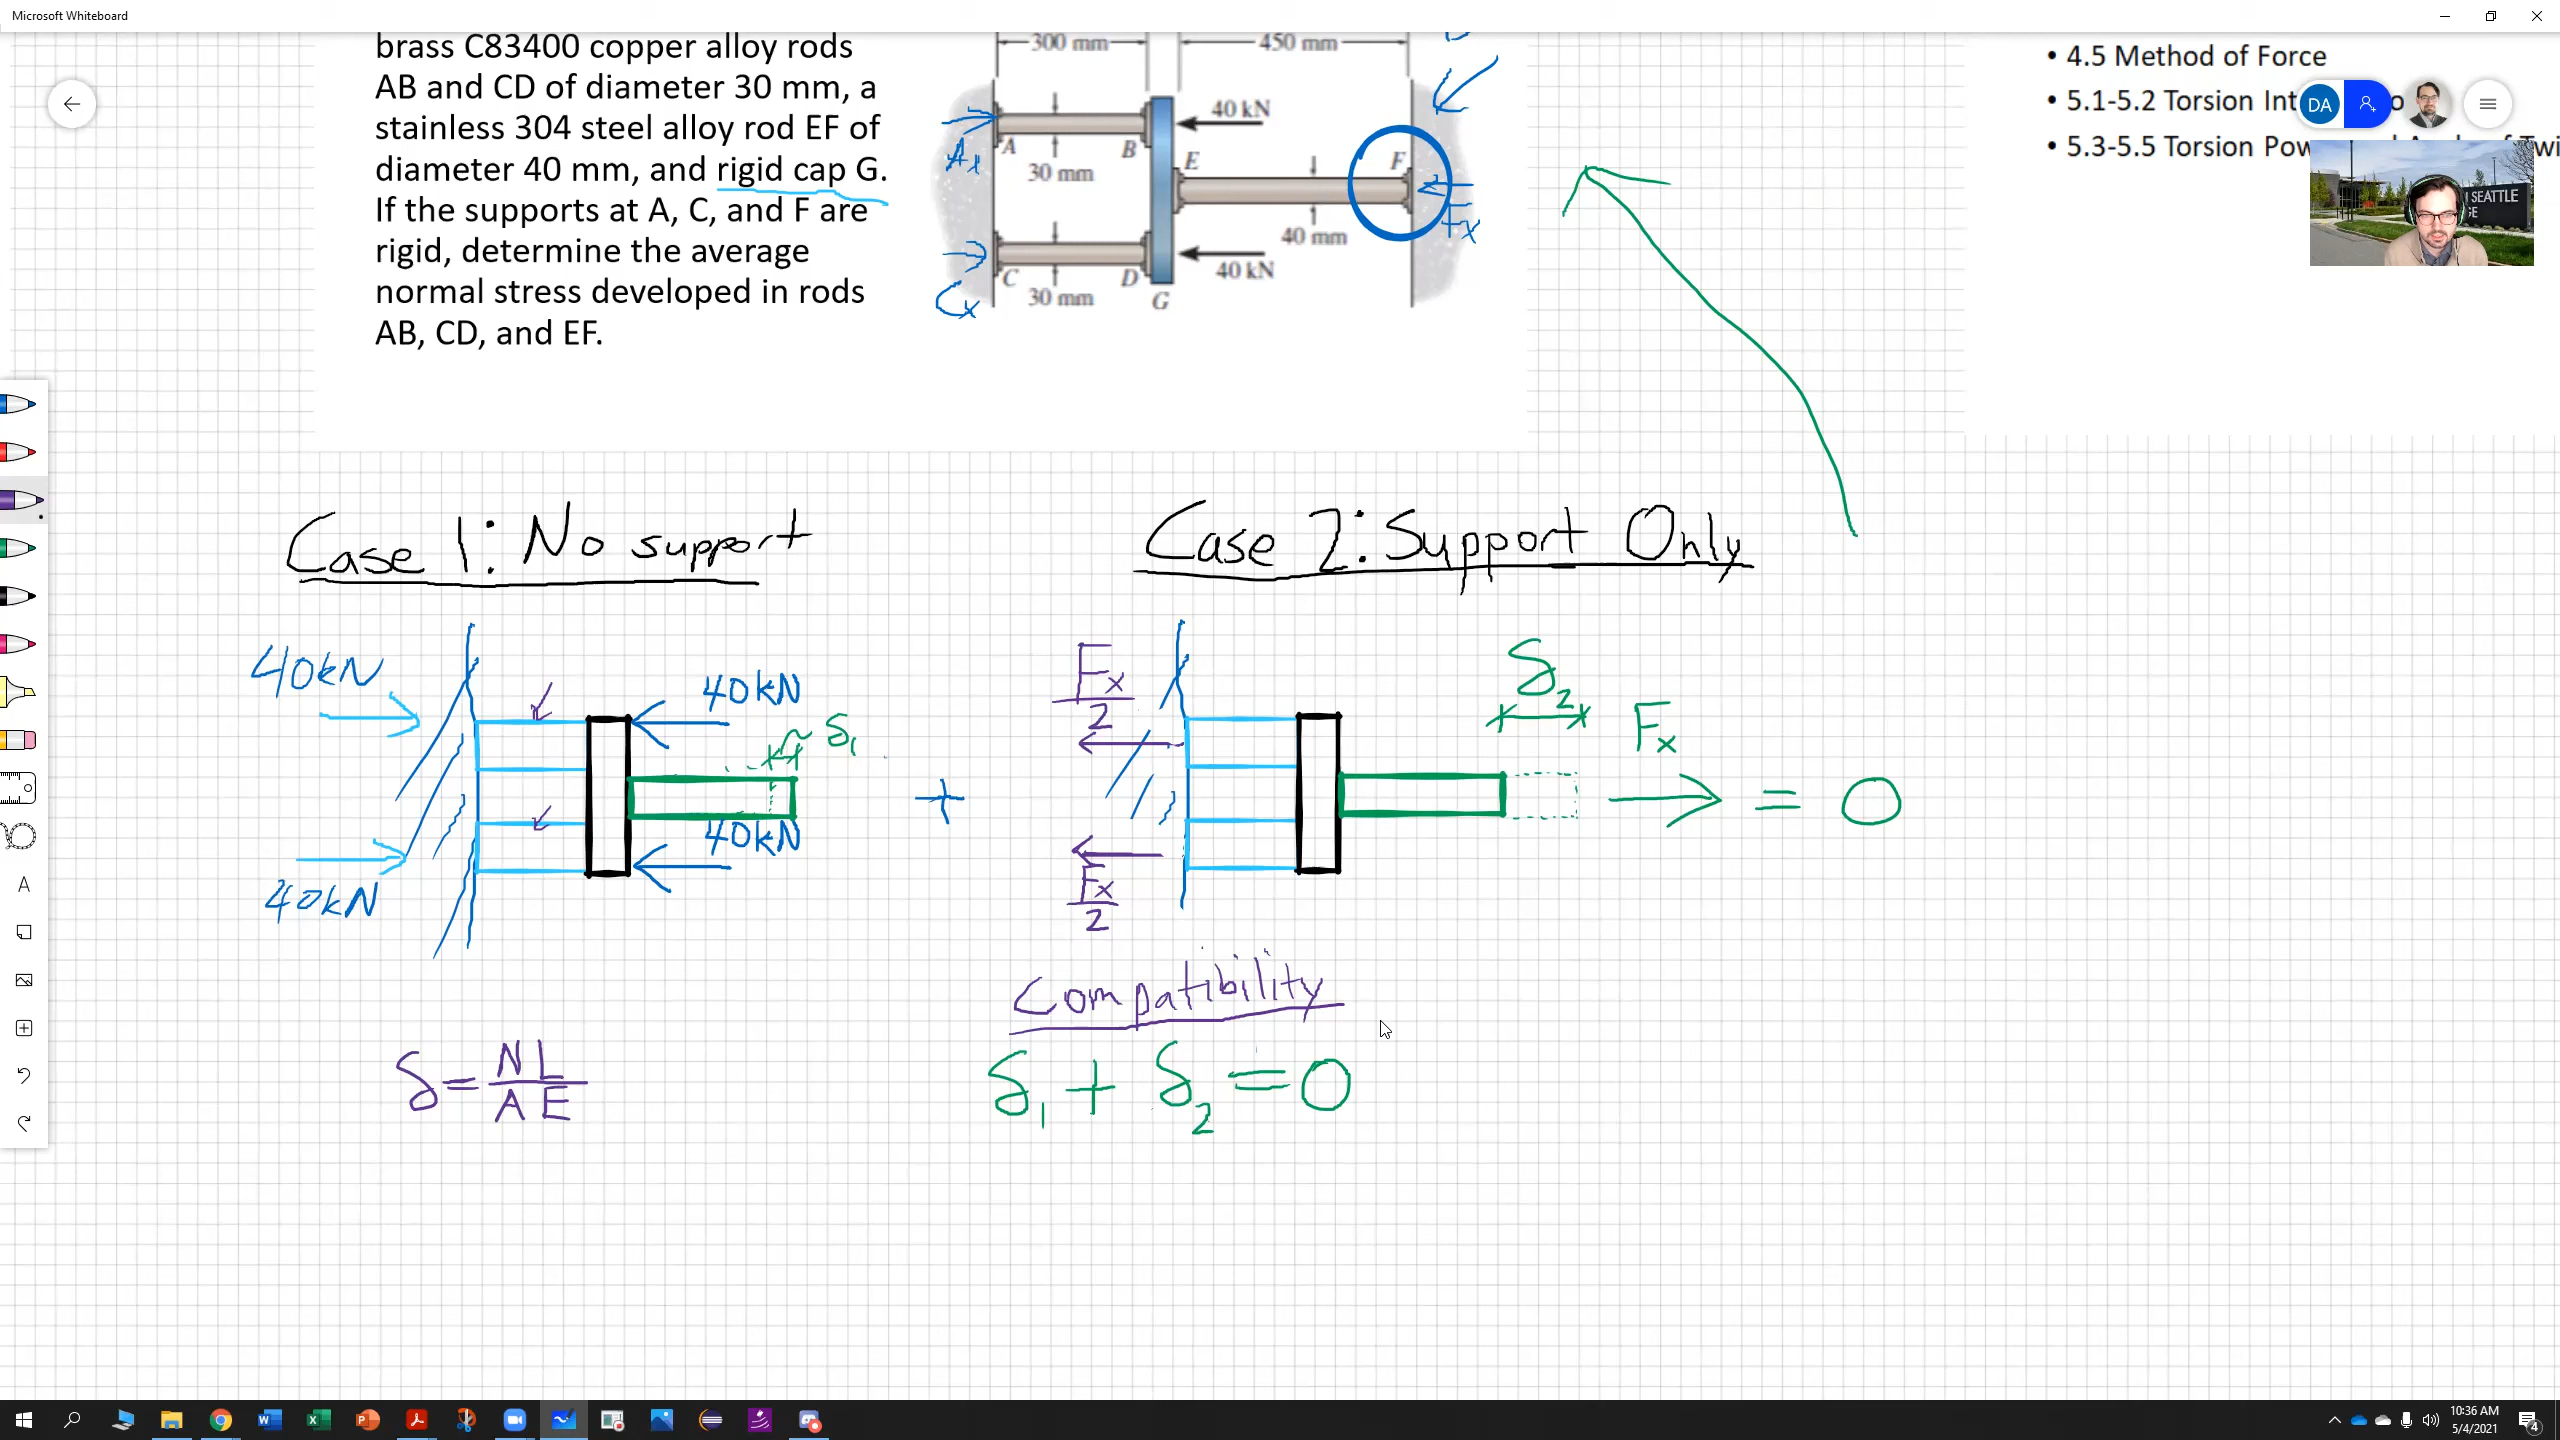 Microsoft Whiteboard
brass C83400 copper alloy rods
AB and CD of diameter 30 mm, a
stainless 304 steel alloy rod EF of
diameter 40 mm, and rigid cap G.
If the supports at A, C, and F are
rigid, determine the average
normal stress developed in rods
AB, CD, and EF.
300 mm
450 mm
40 kN
A
B
E
F
30 mm
40 mm
40 kN
C
D
30 mm
G
Ax
Cx
Fx
• 4.5 Method of Force
• 5.1-5.2 Torsion
• 5.3-5.5 Torsion
DA
SEATTLE
Case 1: No support
Case 2: Support Only
40kN
40kN
δ1
40kN
40kN
+
Fx
2
δ2
Fx
= 0
Fx
2
Compatibility
δ = NL
AE
δ1 + δ2 = 0
A
10:36 AM
5/4/2021
4